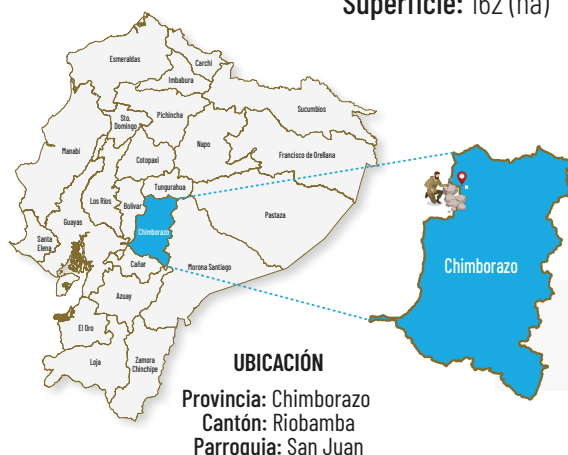 Superficie: 162 (ha)
Esmeraldas
Carchi
Imbabura
Sucumbios
Sto.
Domingo
Pichincha
Manabí
Napo
Cotopaxi
Francisco de Orellana
Tungurahua
Los Ríos
Bolívar
Pastaza
Guayas
Chimborazo
Santa
Elena
Cañar
Morona Santiago
Azuay
El Oro
Loja
Zamora
Chinchipe
Chimborazo
UBICACIÓN
Provincia: Chimborazo
Cantón: Riobamba
Parroquia: San Juan